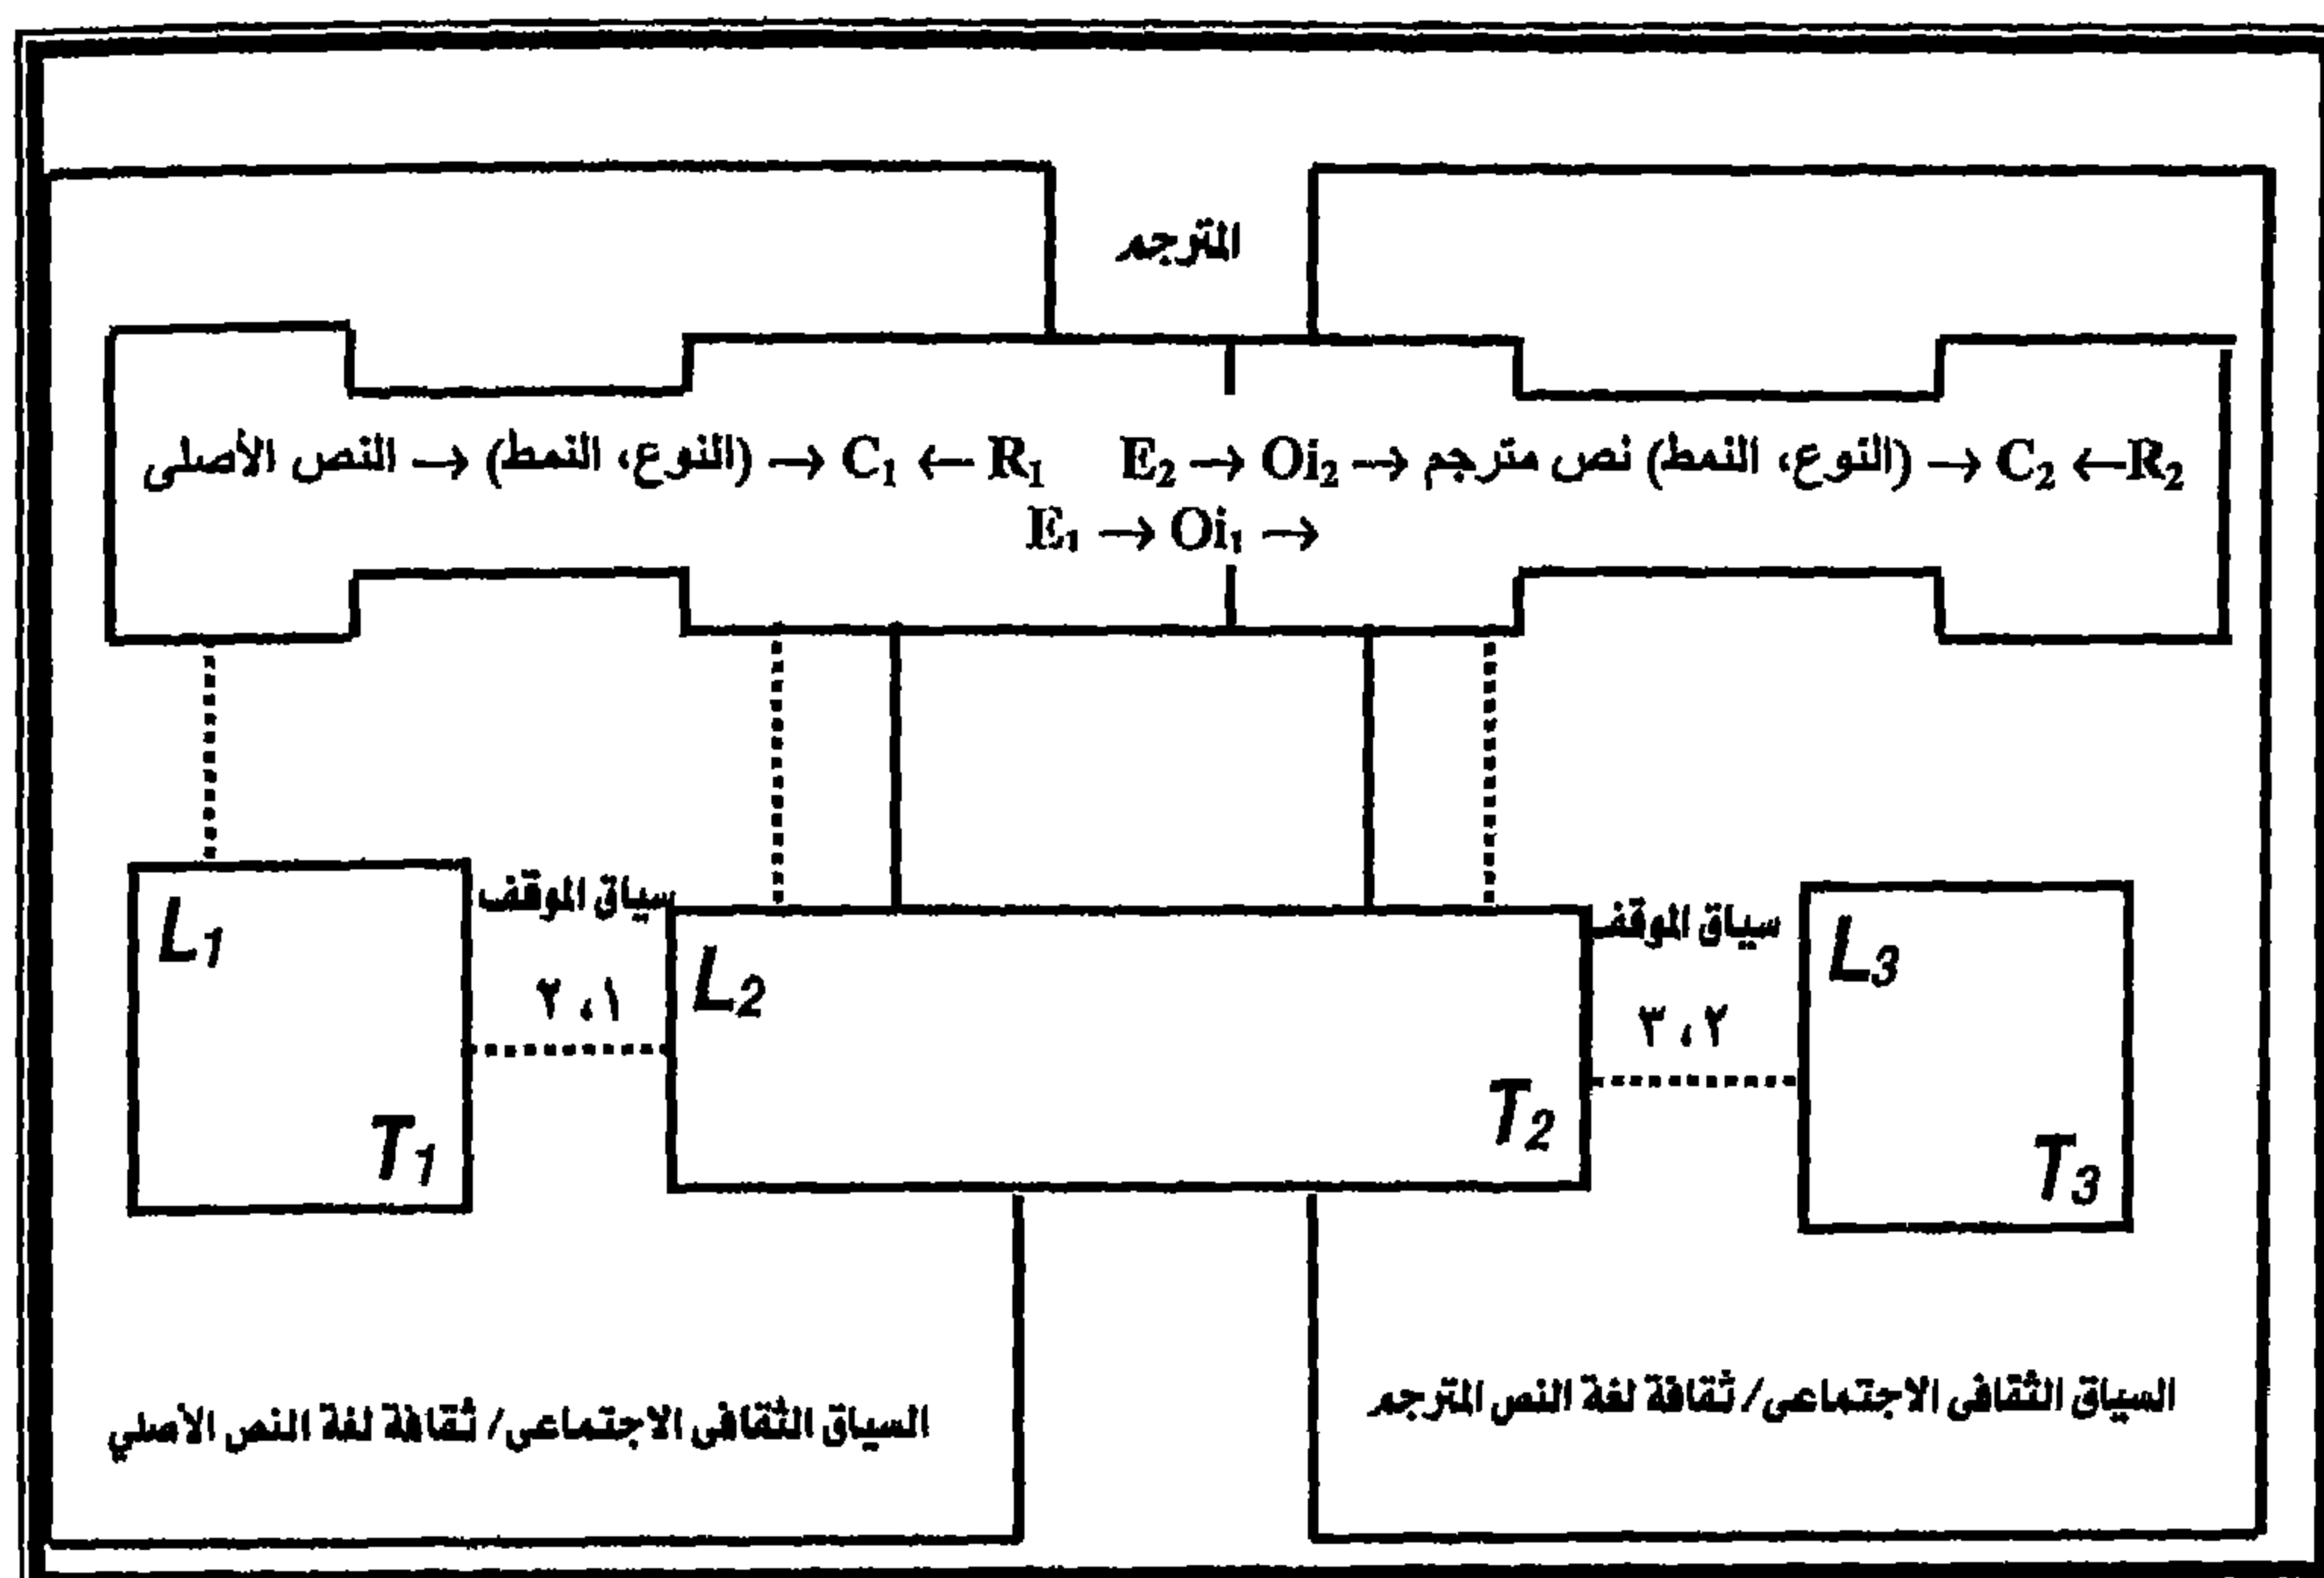 المترجم
النص الأصلى → (النوع، النمط) → C₁ ← R₁ E₂ → Oi₂ → نص مترجم (النوع، النمط) → C₂ ←R₂
E₁ → Oi₁ →
L₁
T₁
سياق الموقف
١، ٢
L₂
T₂
سياق الموقف
٢، ٣
L₃
T₃
السياق الثقافى الاجتماعى/ ثقافة لغة النص الأصلي
السياق الثقافى الاجتماعى/ ثقافة لغة النص المترجم